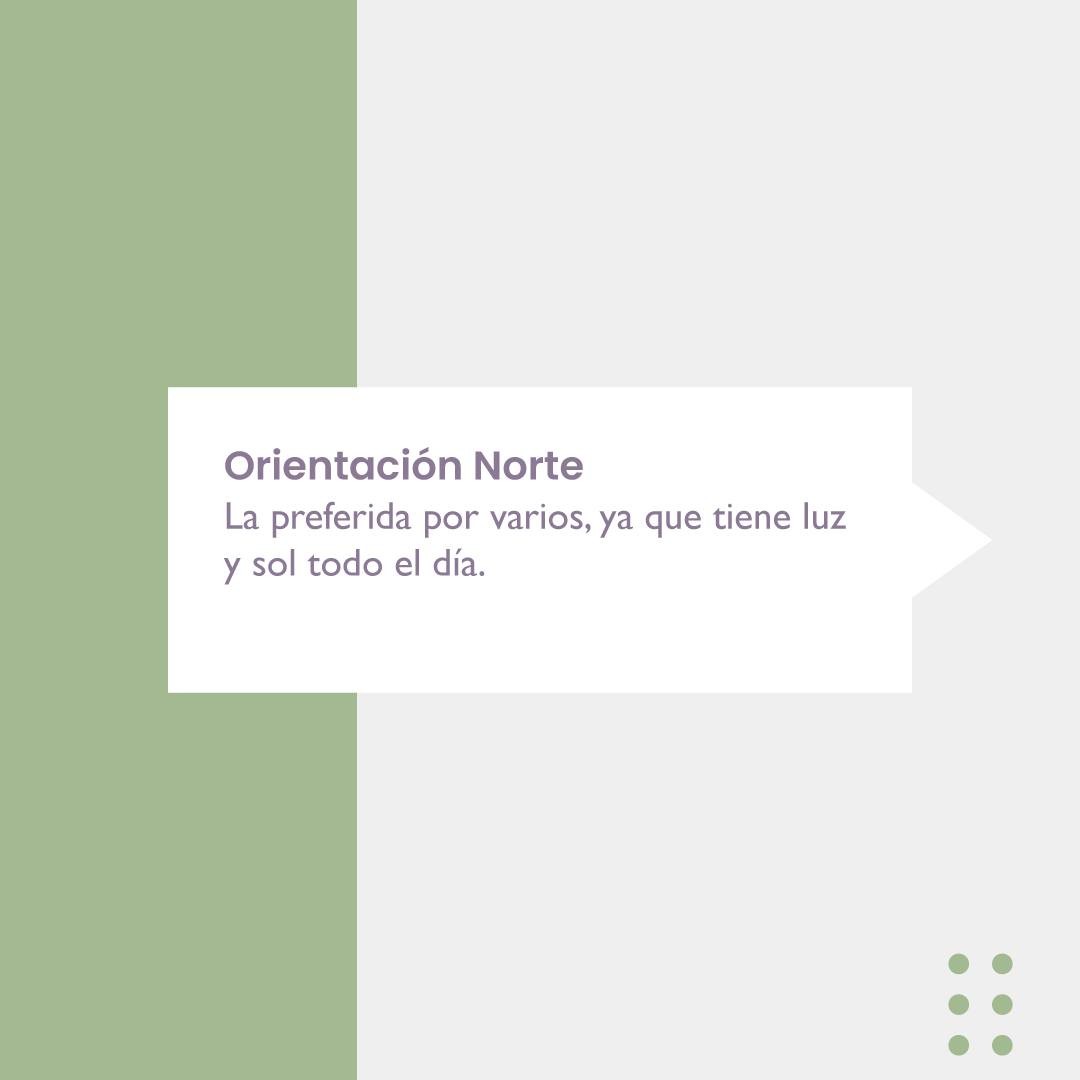 Orientación Norte
La preferida por varios, ya que tiene luz
y sol todo el día.